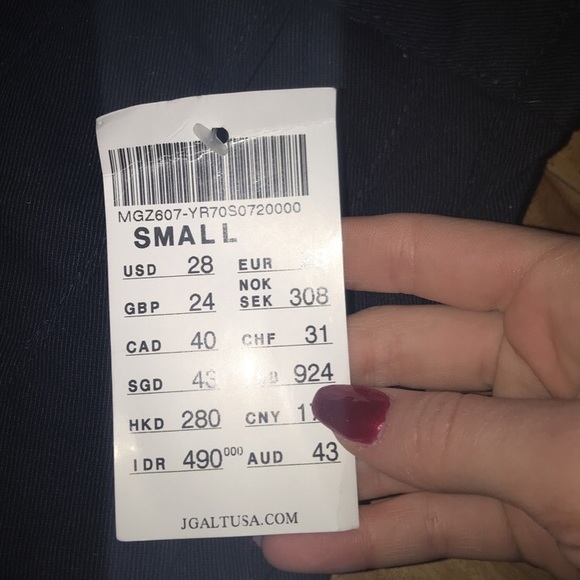 MGZ607-YR70S0720000
SMALL
USD 28 EUR
NOK
GBP 24 SEK 308
CAD 40 CHF 31
SGD 924
HKD 280 CNY
IDR 490000 AUD 43
JGALTUSA.COM